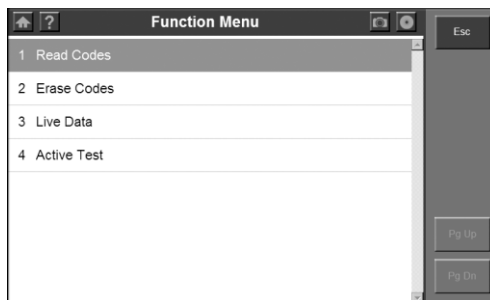 ? Function Menu
Esc
1 Read Codes
2 Erase Codes
3 Live Data
4 Active Test
Pg Up
Pg Dn